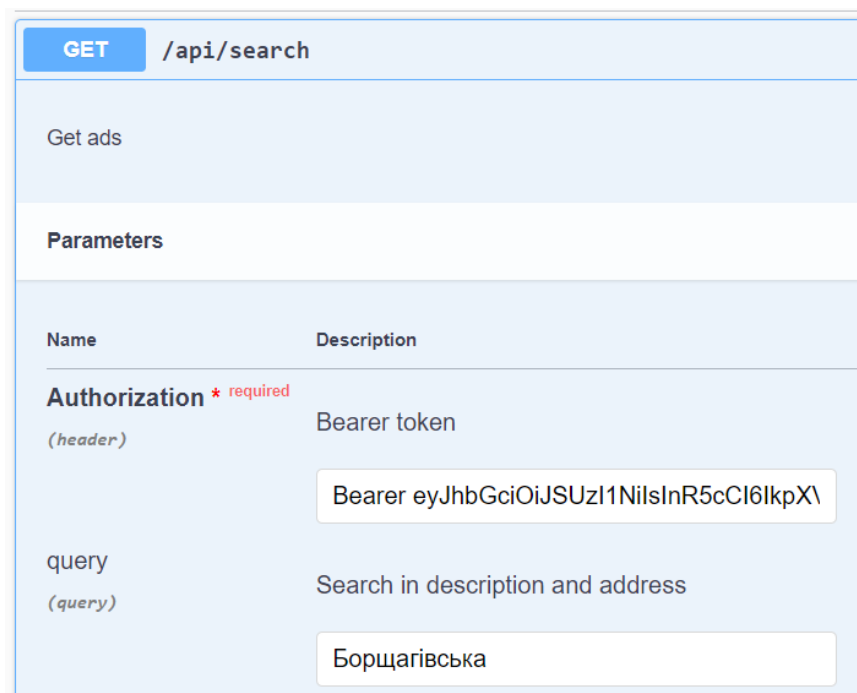 GET /api/search
Get ads
Parameters
Name Description
Authorization * required
(header)
Bearer token
Bearer eyJhbGciOiJSUzI1NiIsInR5cCI6IkpX\
query
(query)
Search in description and address
Борщагівська